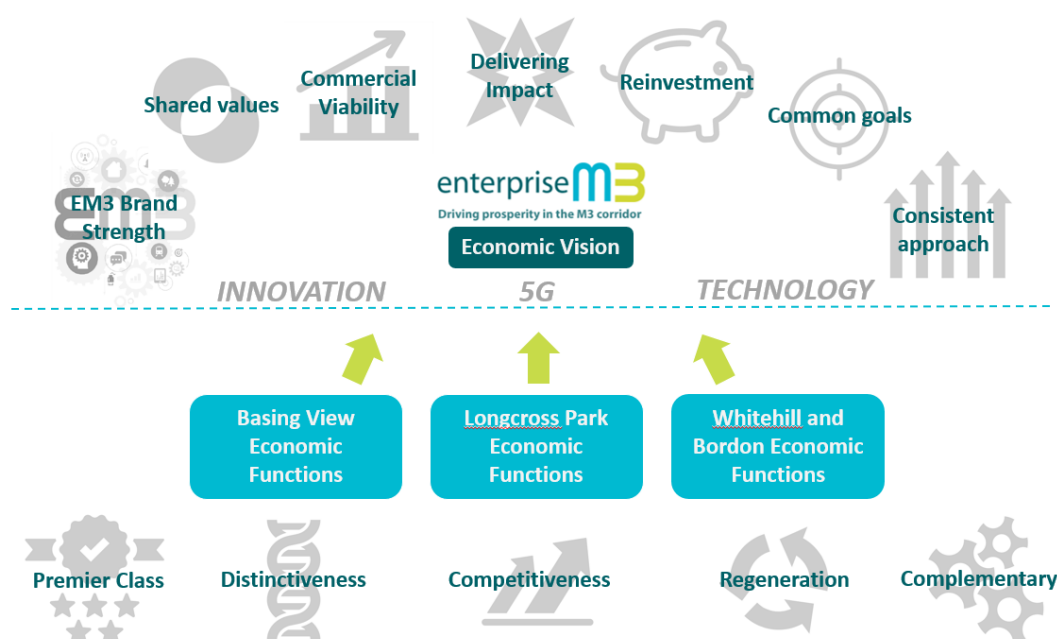 Delivering
Impact
Commercial
Viability
Reinvestment
Shared values
Common goals
EM3 Brand
Strength
enterprise m3
Driving prosperity in the M3 corridor
Economic Vision
Consistent
approach
INNOVATION
5G
TECHNOLOGY
Basing View
Economic
Functions
Longcross Park
Economic
Functions
Whitehill and
Bordon Economic
Functions
Premier Class
Distinctiveness
Competitiveness
Regeneration
Complementary